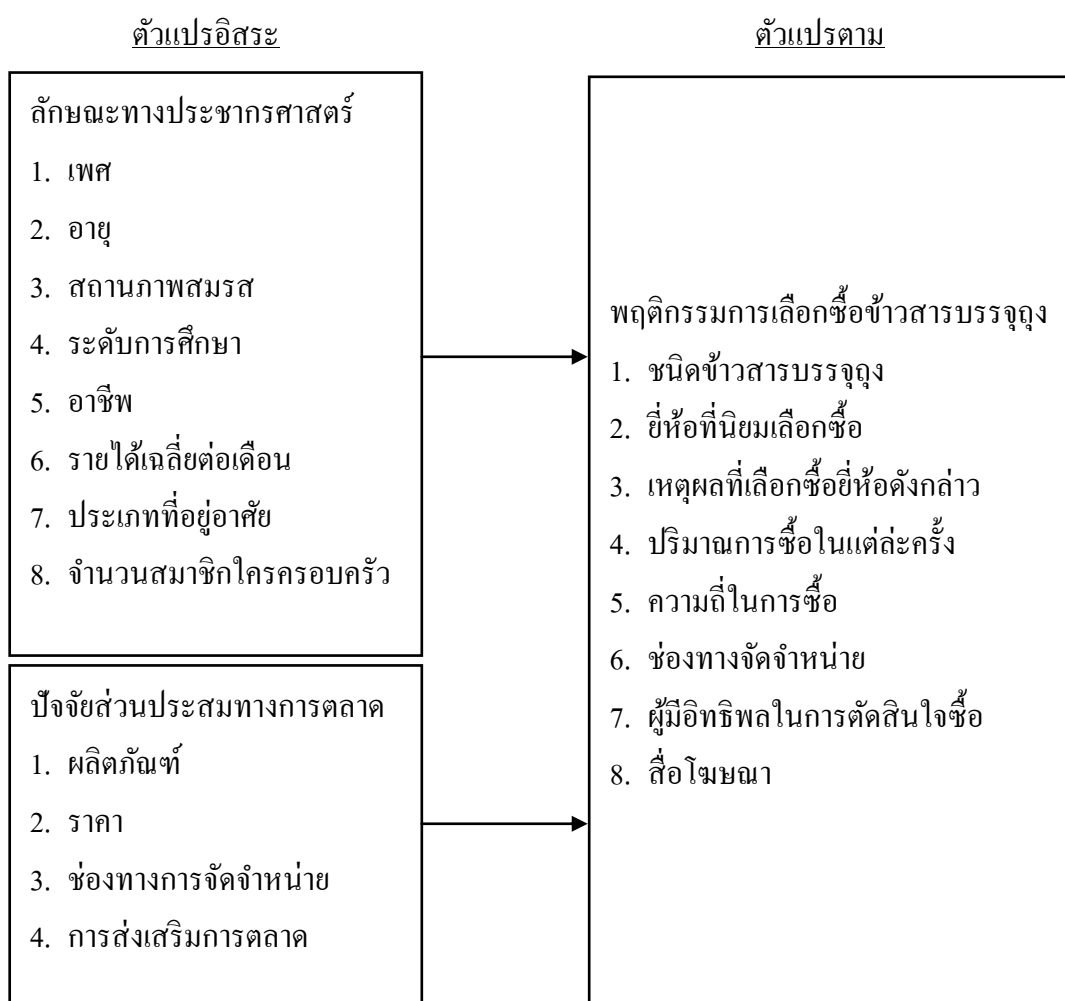 ตัวแปรอิสระ
ลักษณะทางประชากรศาสตร์
1. เพศ
2. อายุ
3. สถานภาพสมรส
4. ระดับการศึกษา
5. อาชีพ
6. รายได้เฉลี่ยต่อเดือน
7. ประเภทที่อยู่อาศัย
8. จำนวนสมาชิกใครครอบครัว
ปัจจัยส่วนประสมทางการตลาด
1. ผลิตภัณฑ์
2. ราคา
3. ช่องทางการจัดจำหน่าย
4. การส่งเสริมการตลาด
ตัวแปรตาม
พฤติกรรมการเลือกซื้อข้าวสารบรรจุถุง
1. ชนิดข้าวสารบรรจุถุง
2. ยี่ห้อที่นิยมเลือกซื้อ
3. เหตุผลที่เลือกซื้อยี่ห้อดังกล่าว
4. ปริมาณการซื้อในแต่ล่ะครั้ง
5. ความถี่ในการซื้อ
6. ช่องทางจัดจำหน่าย
7. ผู้มีอิทธิพลในการตัดสินใจซื้อ
8. สื่อโฆษณา